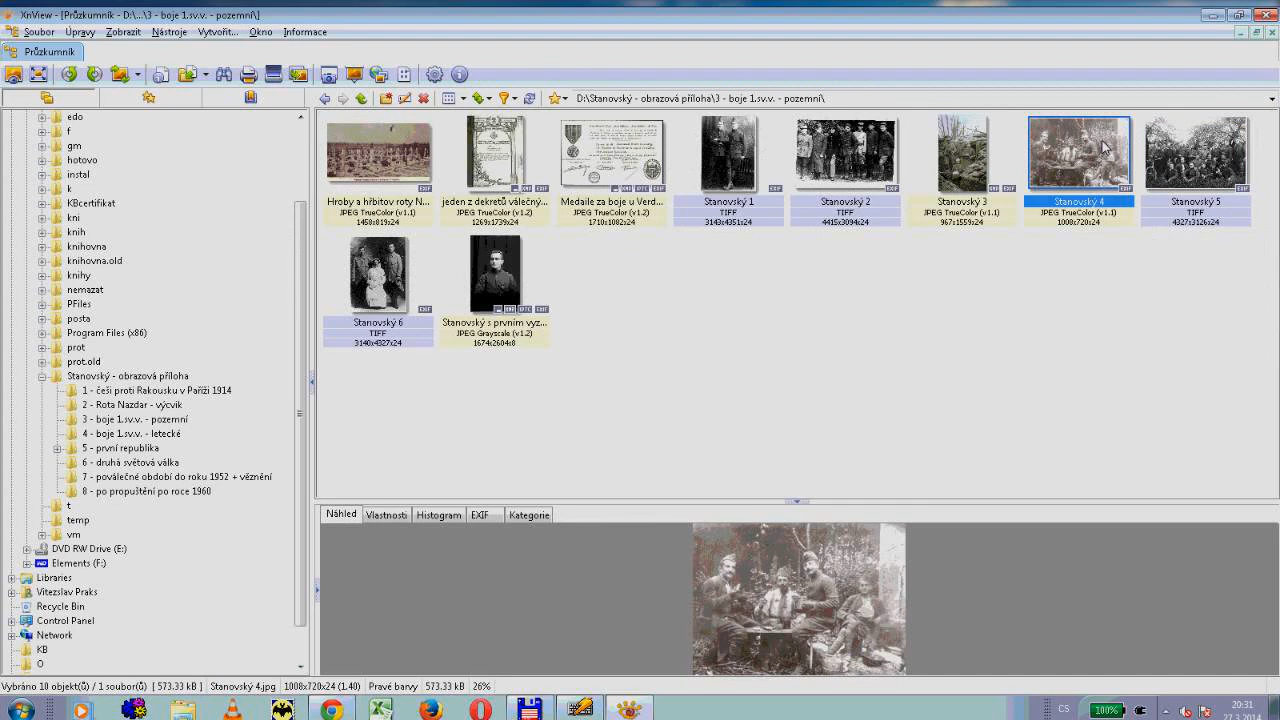 XnView - [Průzkumník - D:\...\3 - boje 1.sv.v. - pozemní\]
Soubor Úpravy Zobrazit Nástroje Vytvořit... Okno Informace
Průzkumník
D:\Stanovský - obrazová příloha\3 - boje 1.sv.v. - pozemní\
edo
f
gm
hotovo
instal
k
KBcertifikat
kni
knih
knihovna
knihovna.old
knihy
nemazat
PFiles
posta
Program Files (x86)
prot
prot.old
Stanovský - obrazová příloha
1 - češi proti Rakousku v Paříži 1914
2 - Rota Nazdar - výcvik
3 - boje 1.sv.v. - pozemní
4 - boje 1.sv.v. - letecké
5 - první republika
6 - druhá světová válka
7 - poválečné období do roku 1952 + věznění
8 - po propuštění po roce 1960
t
temp
vm
DVD RW Drive (E:)
Elements (F:)
Libraries
Vitezslav Praks
Recycle Bin
Control Panel
Network
KB
O
Hroby a hřbitov roty N...
JPEG TrueColor (v1.1)
1458x819x24
jeden z dekretů válečný...
JPEG TrueColor (v1.2)
1269x1739x24
Medaile za boje u Verd...
JPEG TrueColor (v1.2)
1710x1082x24
Stanovský 1
TIFF
3143x4351x24
Stanovský 2
TIFF
4415x3094x24
Stanovský 3
JPEG TrueColor (v1.1)
967x1559x24
Stanovský 4
JPEG TrueColor (v1.1)
1008x720x24
Stanovský 5
TIFF
4327x3126x24
Stanovský 6
TIFF
3140x4327x24
Stanovský s prvním vyz...
JPEG Grayscale (v1.2)
1674x2604x8
Náhled Vlastnosti Histogram EXIF Kategorie
Vybráno 10 objekt(ů) / 1 soubor(ů) [ 573.33 kB ] Stanovský 4.jpg 1008x720x24 (1.40) Pravé barvy 573.33 kB 26%
CS 100% 20:31
27.3.2014